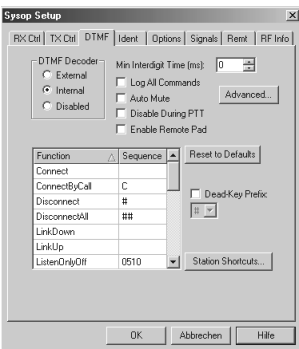 Sysop Setup
RX Ctrl TX Ctrl DTMF Ident Options Signals Remt RF Info
DTMF Decoder
External
Internal
Disabled
Min Interdigit Time (ms): 0
Log All Commands
Auto Mute
Disable During PTT
Enable Remote Pad
Advanced...
Function Sequence
Connect
ConnectByCall C
Disconnect #
DisconnectAll ##
LinkDown
LinkUp
ListenOnlyOff 0510
Reset to Defaults
Dead-Key Prefix
#
Station Shortcuts...
OK Abbrechen Hilfe